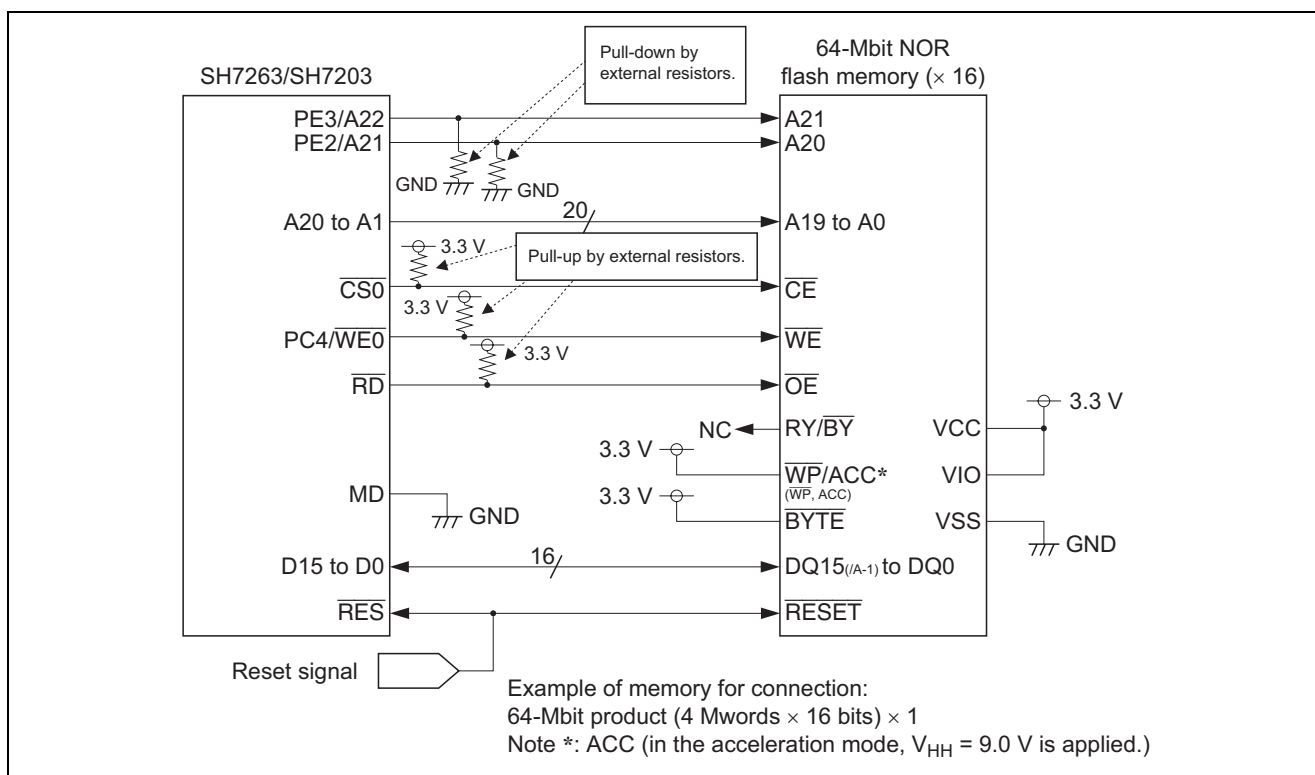 Pull-down by
external resistors.
64-Mbit NOR
flash memory (× 16)
SH7263/SH7203
PE3/A22
A21
PE2/A21
A20
GND
GND
A20 to A1
20
A19 to A0
3.3 V
Pull-up by external resistors.
CS0
CE
3.3 V
PC4/WE0
WE
3.3 V
RD
OE
3.3 V
NC
RY/BY
VCC
3.3 V
WP/ACC*
(WP, ACC)
VIO
MD
GND
3.3 V
BYTE
VSS
GND
D15 to D0
16
DQ15(/A-1) to DQ0
RES
RESET
Reset signal
Example of memory for connection:
64-Mbit product (4 Mwords × 16 bits) × 1
Note *: ACC (in the acceleration mode, VHH = 9.0 V is applied.)